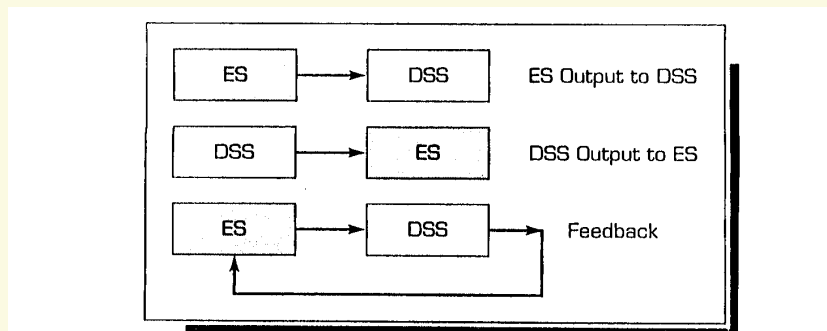 ES DSS ES Output to DSS
DSS ES DSS Output to ES
ES DSS Feedback